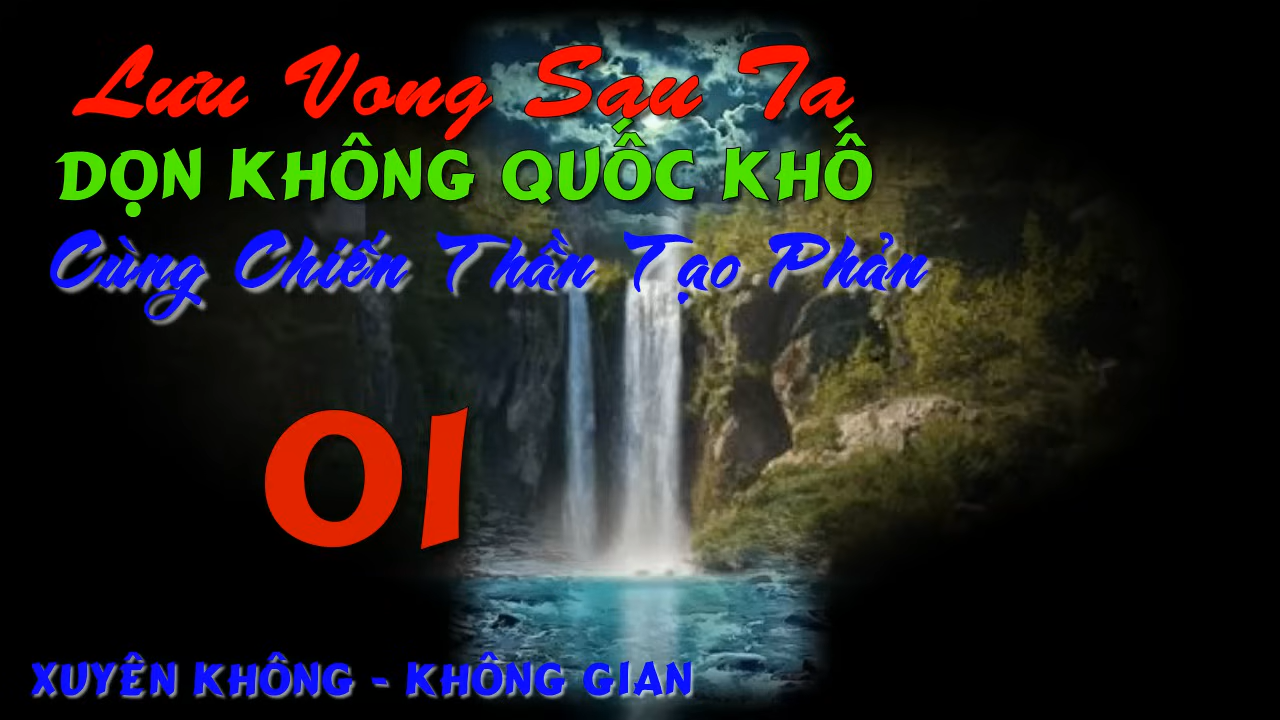 Lưu Vong Sau Ta
DỌN KHÔNG QUỐC KHỐ
Cùng Chiến Thần Tạo Phản
01
XUYÊN KHÔNG - KHÔNG GIAN